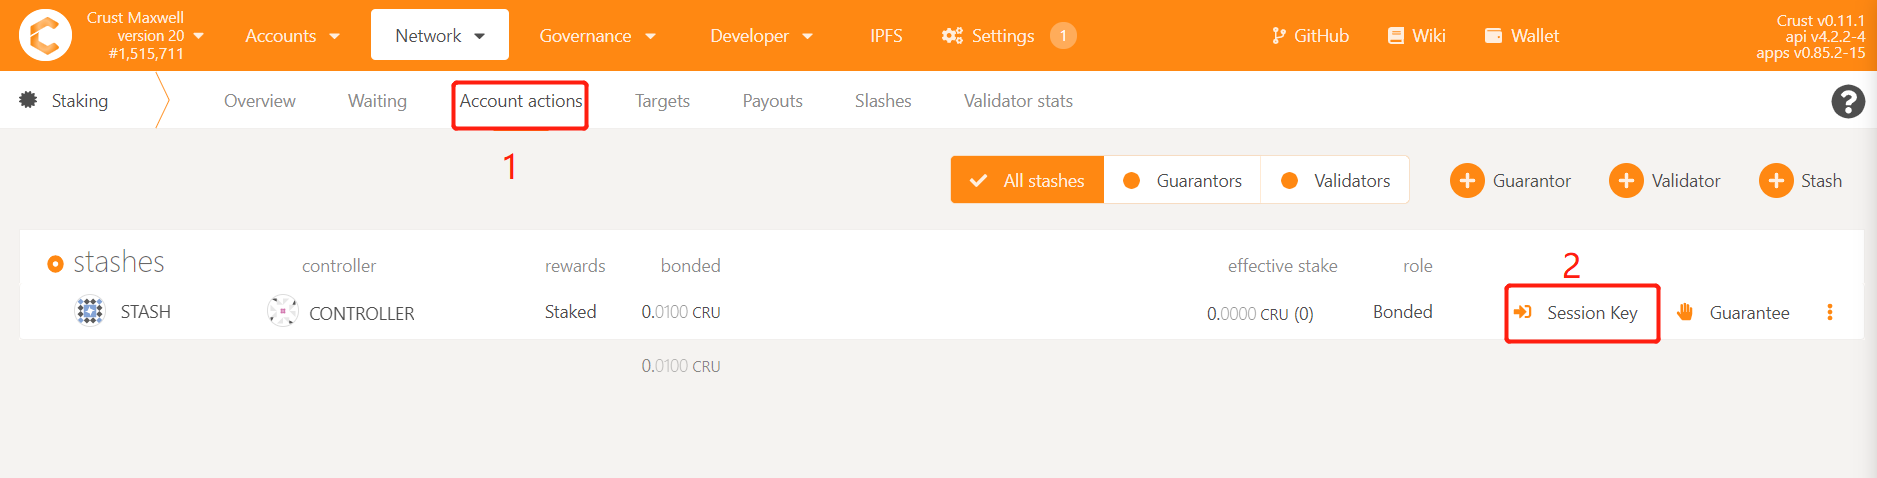 Crust Maxwell
version 20
#1,515,711
Accounts
Network
Governance
Developer
IPFS
Settings
1
GitHub
Wiki
Wallet
Crust v0.11.1
api v4.2.2-4
apps v0.85.2-15
Staking
Overview
Waiting
Account actions
Targets
Payouts
Slashes
Validator stats
?
1
All stashes
Guarantors
Validators
Guarantor
Validator
Stash
stashes
controller
rewards
bonded
effective stake
role
2
STASH
CONTROLLER
Staked
0.0100 CRU
0.0000 CRU (0)
Bonded
Session Key
Guarantee
0.0100 CRU